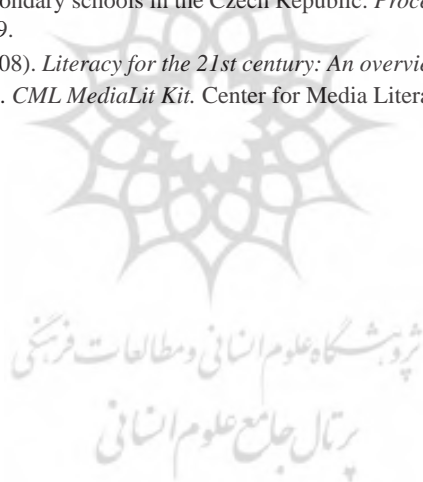 ondary schools in the Czech Republic. Proce
9.
08). Literacy for the 21st century: An overvie
. CML MediaLit Kit. Center for Media Litera
پژوهشگاه علوم انسانی و مطالعات فرهنگی
پرتال جامع علوم انسانی